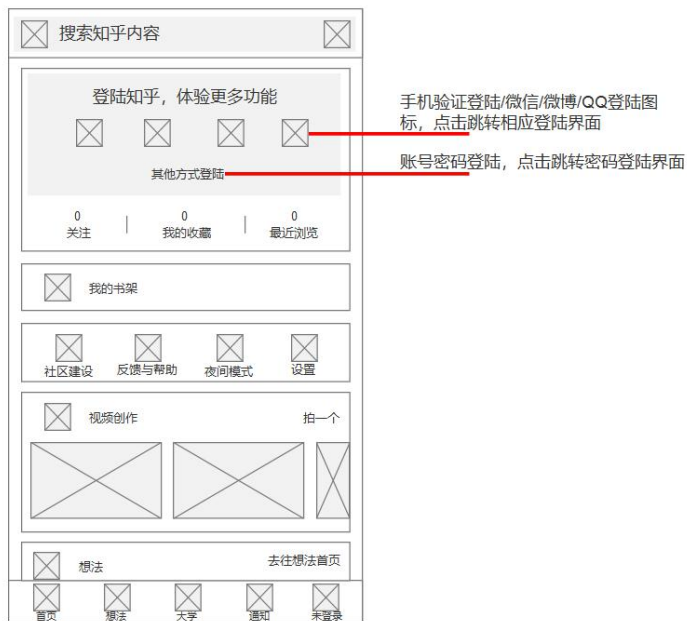 搜索知乎内容
登陆知乎，体验更多功能
手机验证登陆/微信/微博/QQ登陆图
标，点击跳转相应登陆界面
其他方式登陆
账号密码登陆，点击跳转密码登陆界面
0 0 0
关注 我的收藏 最近浏览
我的书架
社区建设 反馈与帮助 夜间模式 设置
视频创作 拍一个
想法 去往想法首页
首页 想法 大学 通知 未登录